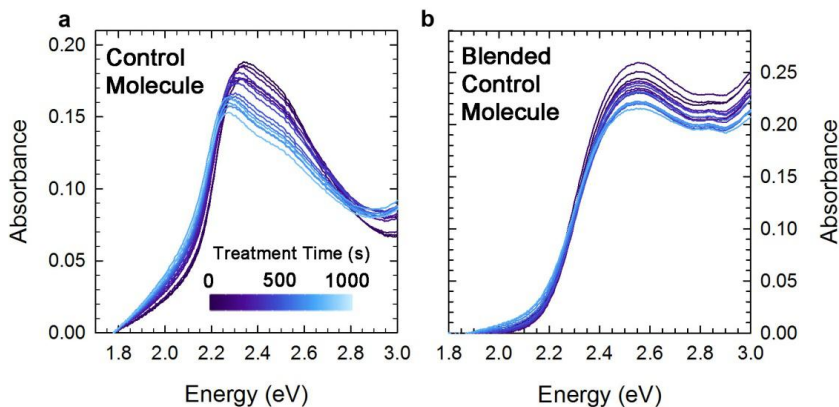 a
Control
Molecule
Absorbance
0.20
0.15
0.10
0.05
0.00
Treatment Time (s)
0 500 1000
1.8 2.0 2.2 2.4 2.6 2.8 3.0
Energy (eV)
b
Blended
Control
Molecule
0.25
0.20
0.15
0.10
0.05
0.00
Absorbance
1.8 2.0 2.2 2.4 2.6 2.8 3.0
Energy (eV)